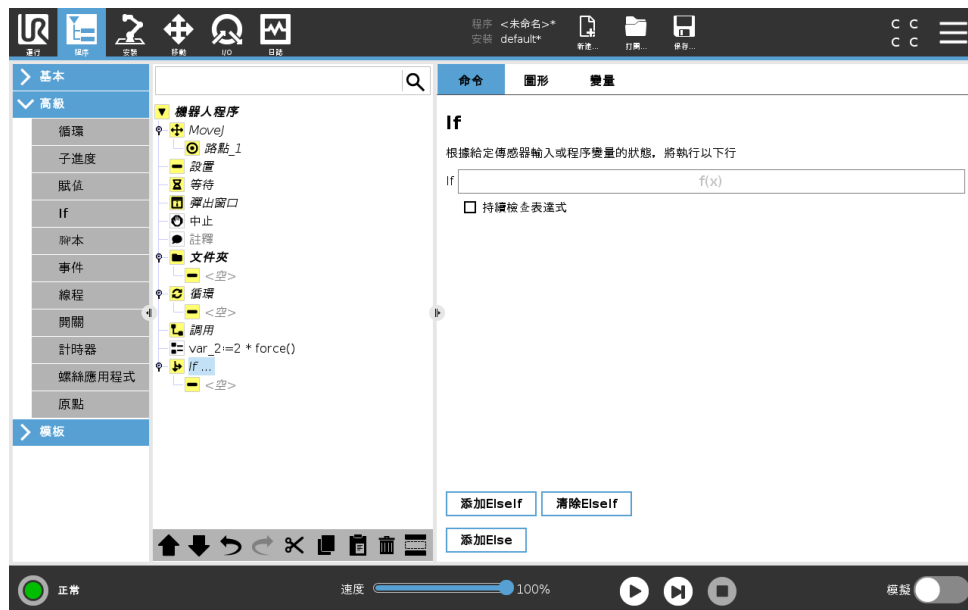 UR
運行
程序
安裝
移動
I/O
日誌
程序 <未命名>*
安裝 default*
新建...
打開...
保存...
C C
C C
基本
高級
循環
子進度
賦值
If
腳本
事件
線程
開關
計時器
螺絲應用程式
原點
模板
機器人程序
MoveJ
路點_1
設置
等待
彈出窗口
中止
註釋
文件夾
<空>
循環
<空>
調用
var_2:=2 * force()
If ...
<空>
命令 圖形 變量
If
根據給定傳感器輸入或程序變量的狀態，將執行以下行
If f(x)
持續檢查表達式
添加ElseIf 清除ElseIf
添加Else
正常
速度 100%
模擬